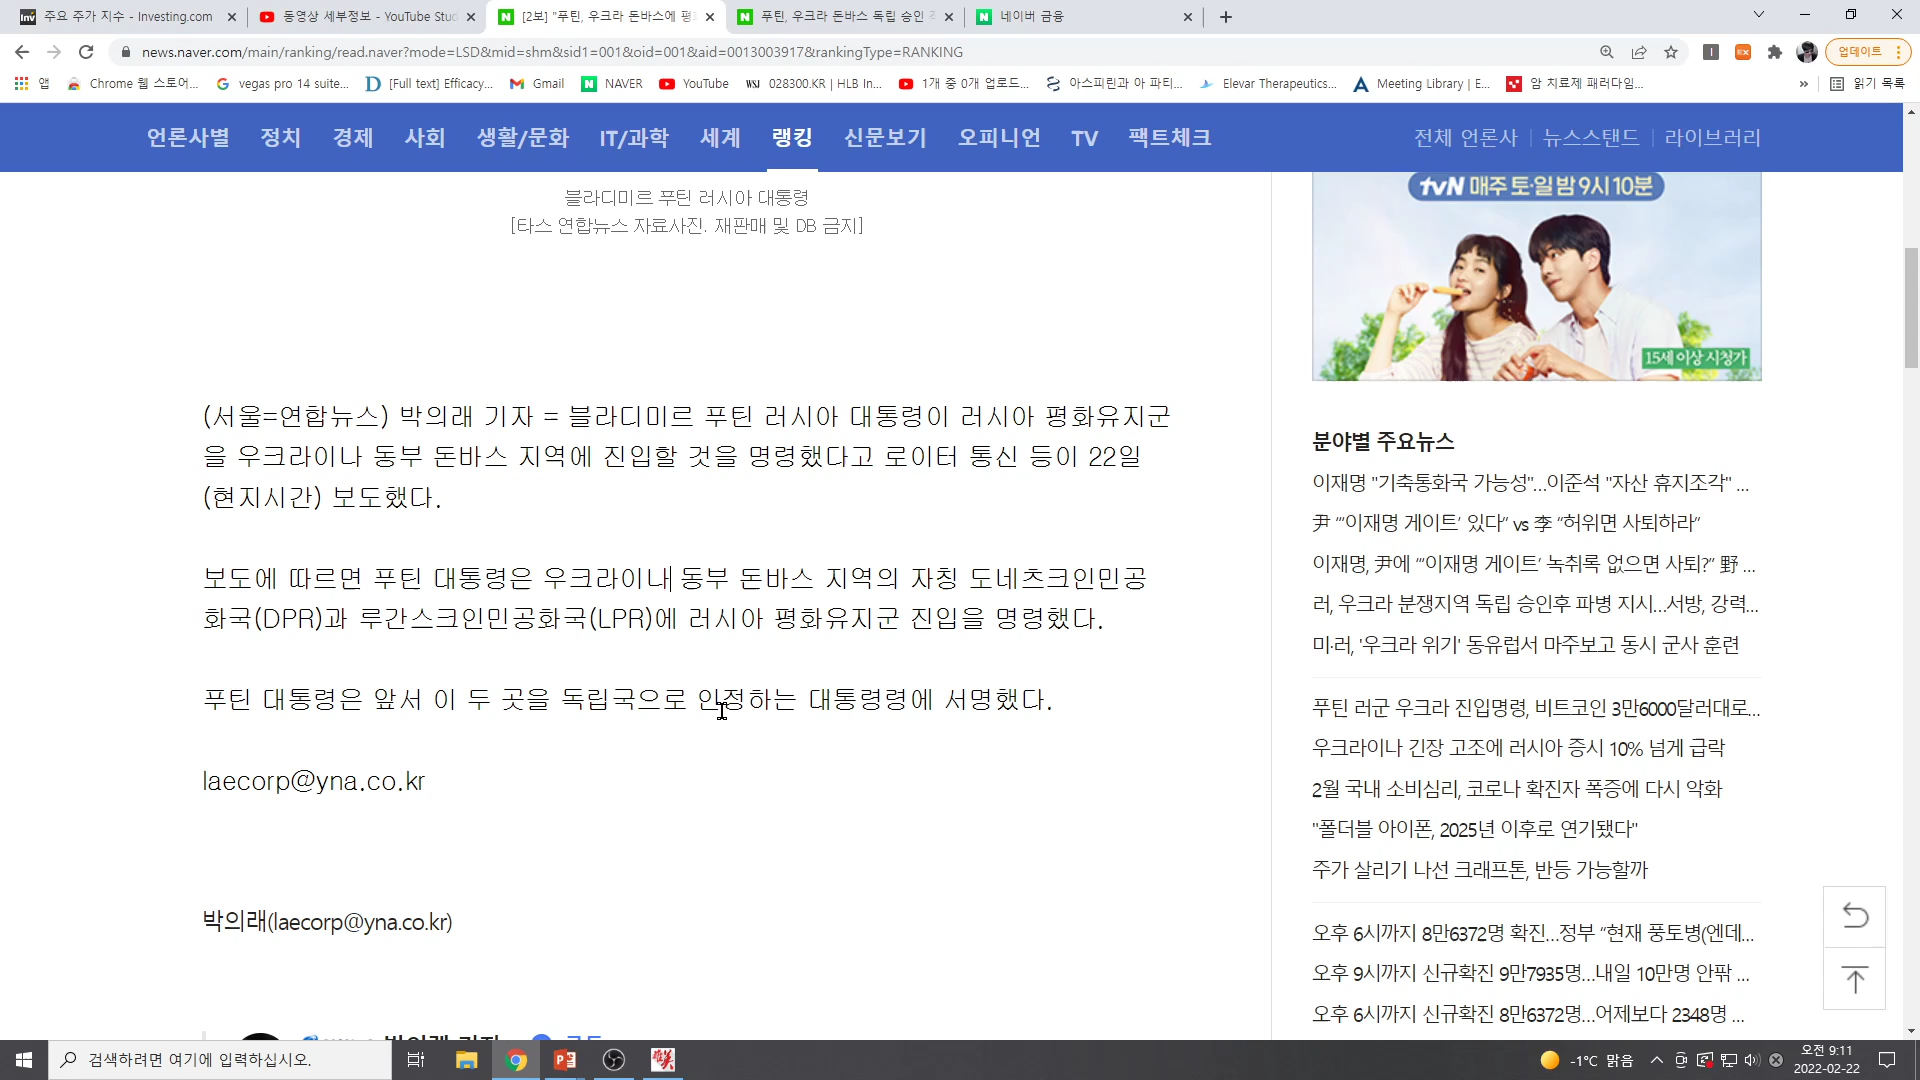 주요 주가 지수 - Investing.com
동영상 세부정보 - YouTube Stud
[2보] "푸틴, 우크라 돈바스에 평
푸틴, 우크라 돈바스 독립 승인
네이버 금융
news.naver.com/main/ranking/read.naver?mode=LSD&mid=shm&sid1=001&oid=001&aid=0013003917&rankingType=RANKING
업데이트
앱
Chrome 웹 스토어...
vegas pro 14 suite...
[Full text] Efficacy...
Gmail
NAVER
YouTube
WSJ 028300.KR | HLB In...
1개 중 0개 업로드...
아스피린과 아 파티...
Elevar Therapeutics...
Meeting Library | E...
암 치료제 패러다임...
»
읽기 목록
언론사별 정치 경제 사회 생활/문화 IT/과학 세계 랭킹 신문보기 오피니언 TV 팩트체크
전체 언론사 | 뉴스스탠드 | 라이브러리
블라디미르 푸틴 러시아 대통령
[타스 연합뉴스 자료사진. 재판매 및 DB 금지]
(서울=연합뉴스) 박의래 기자 = 블라디미르 푸틴 러시아 대통령이 러시아 평화유지군
을 우크라이나 동부 돈바스 지역에 진입할 것을 명령했다고 로이터 통신 등이 22일
(현지시간) 보도했다.
보도에 따르면 푸틴 대통령은 우크라이나 동부 돈바스 지역의 자칭 도네츠크인민공
화국(DPR)과 루간스크인민공화국(LPR)에 러시아 평화유지군 진입을 명령했다.
푸틴 대통령은 앞서 이 두 곳을 독립국으로 인정하는 대통령령에 서명했다.
laecorp@yna.co.kr
박의래(laecorp@yna.co.kr)
tvN 매주 토·일 밤 9시 10분
15세 이상 시청가
분야별 주요뉴스
이재명 "기축통화국 가능성"...이준석 "자산 휴지조각" ...
尹 “‘이재명 게이트’ 있다” vs 李 “허위면 사퇴하라”
이재명, 尹에 “‘이재명 게이트’ 녹취록 없으면 사퇴?” 野 ...
러, 우크라 분쟁지역 독립 승인후 파병 지시...서방, 강력...
미·러, '우크라 위기' 동유럽서 마주보고 동시 군사 훈련
푸틴 러군 우크라 진입명령, 비트코인 3만6000달러대로...
우크라이나 긴장 고조에 러시아 증시 10% 넘게 급락
2월 국내 소비심리, 코로나 확진자 폭증에 다시 악화
"폴더블 아이폰, 2025년 이후로 연기됐다"
주가 살리기 나선 크래프톤, 반등 가능할까
오후 6시까지 8만6372명 확진...정부 “현재 풍토병(엔데...
오후 9시까지 신규확진 9만7935명...내일 10만명 안팎 ...
오후 6시까지 신규확진 8만6372명...어제보다 2348명 ...
검색하려면 여기에 입력하십시오.
-1°C 맑음
오전 9:11
2022-02-22